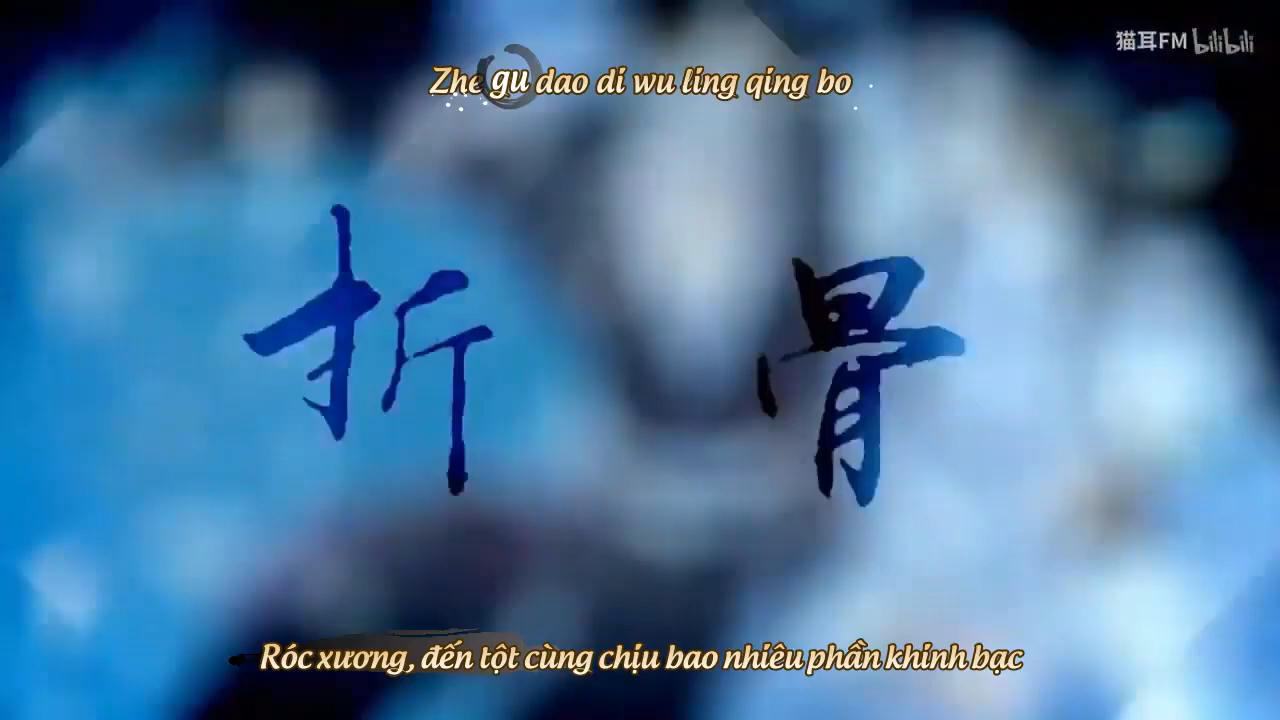 猫耳FM bilibili
Zhe gu dao di wu ling qing bo
折 骨
Róc xương, đến tột cùng chịu bao nhiêu phần khinh bạc